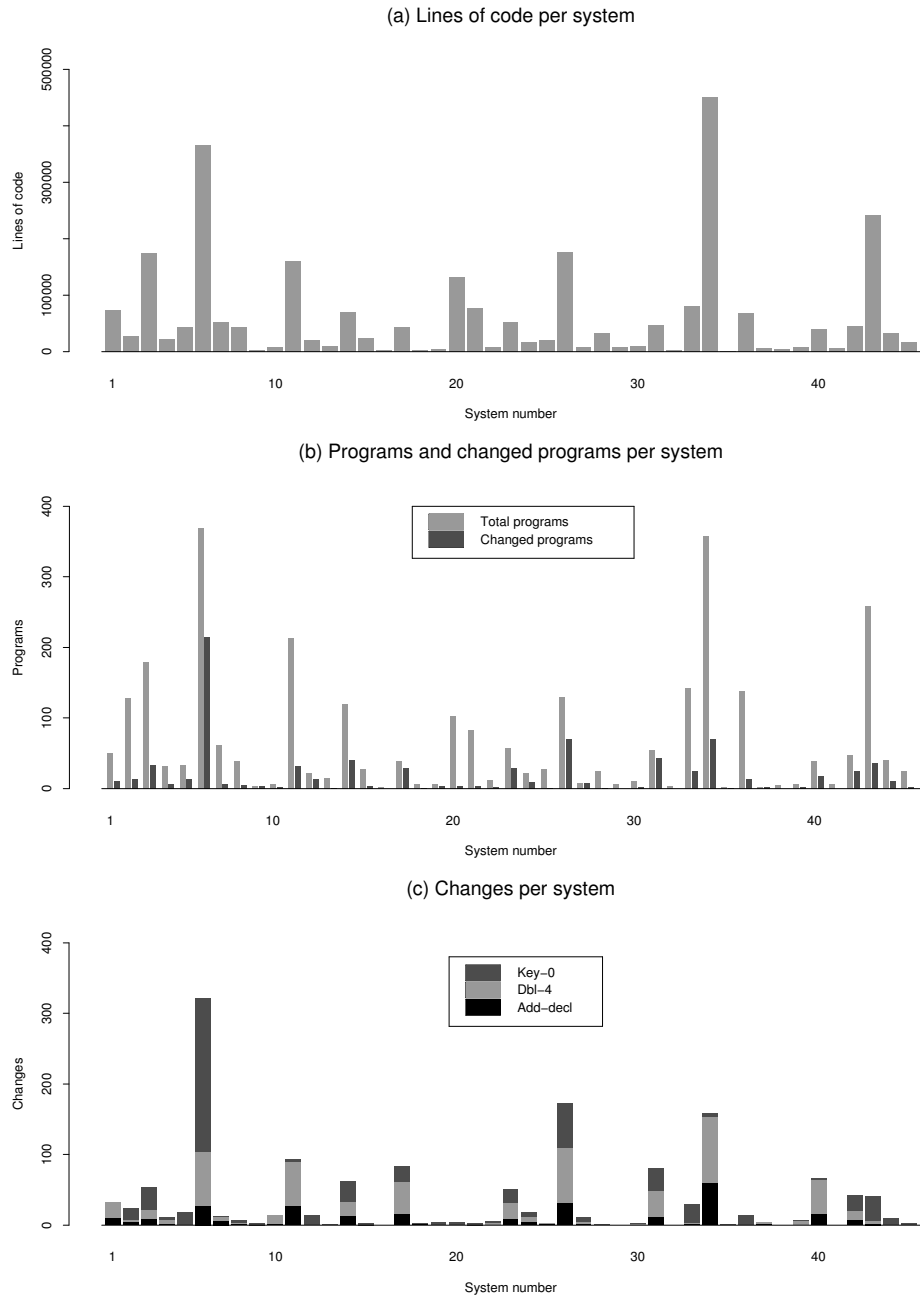 (a) Lines of code per system
500000
300000
100000
0
Lines of code
1 10 20 30 40
System number
(b) Programs and changed programs per system
400
300
200
100
0
Programs
Total programs
Changed programs
1 10 20 30 40
System number
(c) Changes per system
400
300
200
100
0
Changes
Key−0
Dbl−4
Add−decl
1 10 20 30 40
System number